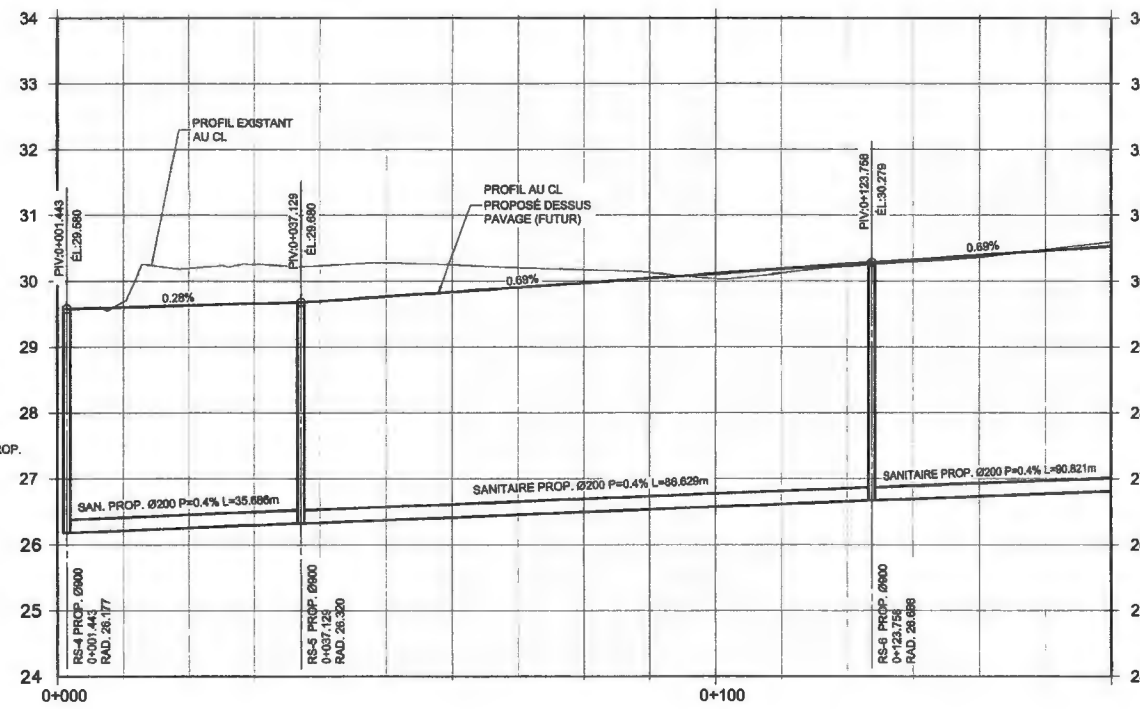 34
33
32
31
30
29
28
27
26
25
24
PROFIL EXISTANT
AU CL
PROFIL AU CL
PROPOSÉ DESSUS
PAVAGE (FUTUR)
PIV:0+001.443
ÉL:29.580
PIV:0+037.129
ÉL:29.680
PIV:0+123.758
ÉL:30.279
0.28%
0.69%
0.69%
SAN. PROP. Ø200 P=0.4% L=35.686m
SANITAIRE PROP. Ø200 P=0.4% L=86.629m
SANITAIRE PROP. Ø200 P=0.4% L=90.821m
RS-4 PROP. Ø900
0+001.443
RAD. 26.177
RS-5 PROP. Ø900
0+037.129
RAD. 26.320
RS-6 PROP. Ø900
0+123.758
RAD. 26.666
0+000
0+100